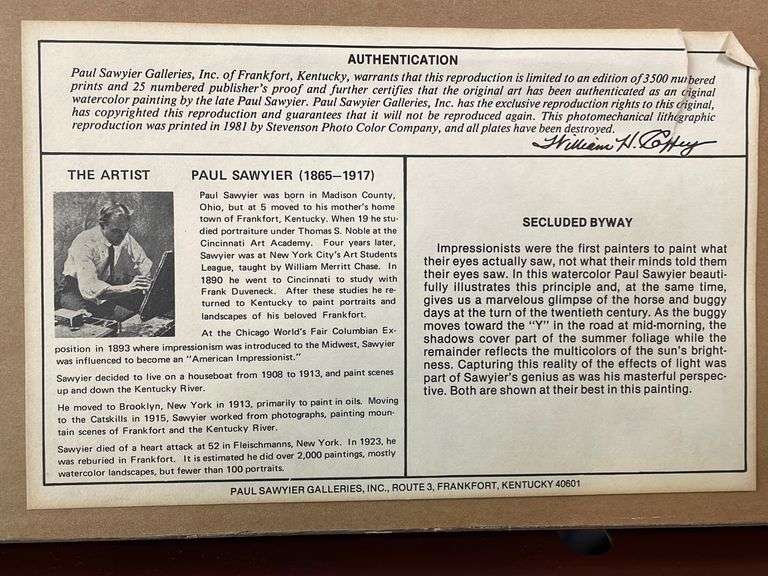 AUTHENTICATION
Paul Sawyier Galleries, Inc. of Frankfort, Kentucky, warrants that this reproduction is limited to an edition of 3500 numbered
prints and 25 numbered publisher's proof and further certifies that the original art has been authenticated as an original
watercolor painting by the late Paul Sawyier. Paul Sawyier Galleries, Inc. has the exclusive reproduction rights to this original,
has copyrighted this reproduction and guarantees that it will not be reproduced again. This photomechanical lithographic
reproduction was printed in 1981 by Stevenson Photo Color Company, and all plates have been destroyed.
William H. Coffey
THE ARTIST PAUL SAWYIER (1865—1917)
Paul Sawyier was born in Madison County,
Ohio, but at 5 moved to his mother's home
town of Frankfort, Kentucky. When 19 he stu-
died portraiture under Thomas S. Noble at the
Cincinnati Art Academy. Four years later,
Sawyier was at New York City's Art Students
League, taught by William Merritt Chase. In
1890 he went to Cincinnati to study with
Frank Duveneck. After these studies he re-
turned to Kentucky to paint portraits and
landscapes of his beloved Frankfort.
At the Chicago World's Fair Columbian Ex-
position in 1893 where impressionism was introduced to the Midwest, Sawyier
was influenced to become an "American Impressionist."
Sawyier decided to live on a houseboat from 1908 to 1913, and paint scenes
up and down the Kentucky River.
He moved to Brooklyn, New York in 1913, primarily to paint in oils. Moving
to the Catskills in 1915, Sawyier worked from photographs, painting moun-
tain scenes of Frankfort and the Kentucky River.
Sawyier died of a heart attack at 52 in Fleischmanns, New York. In 1923, he
was reburied in Frankfort. It is estimated he did over 2,000 paintings, mostly
watercolor landscapes, but fewer than 100 portraits.
SECLUDED BYWAY
Impressionists were the first painters to paint what
their eyes actually saw, not what their minds told them
their eyes saw. In this watercolor Paul Sawyier beauti-
fully illustrates this principle and, at the same time,
gives us a marvelous glimpse of the horse and buggy
days at the turn of the twentieth century. As the buggy
moves toward the "Y" in the road at mid-morning, the
shadows cover part of the summer foliage while the
remainder reflects the multicolors of the sun's bright-
ness. Capturing this reality of the effects of light was
part of Sawyier's genius as was his masterful perspec-
tive. Both are shown at their best in this painting.
PAUL SAWYIER GALLERIES, INC., ROUTE 3, FRANKFORT, KENTUCKY 40601